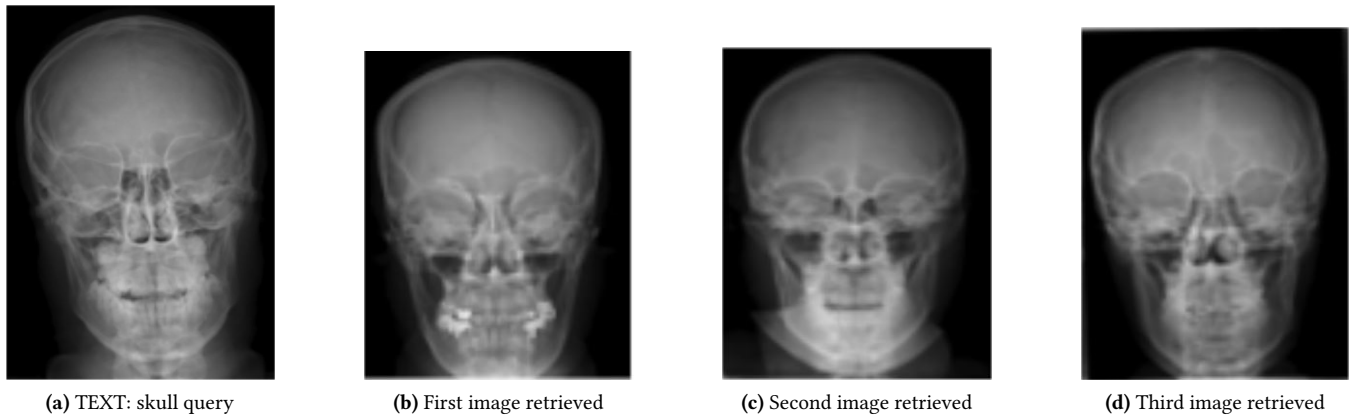 (a) TEXT: skull query
(b) First image retrieved
(c) Second image retrieved
(d) Third image retrieved